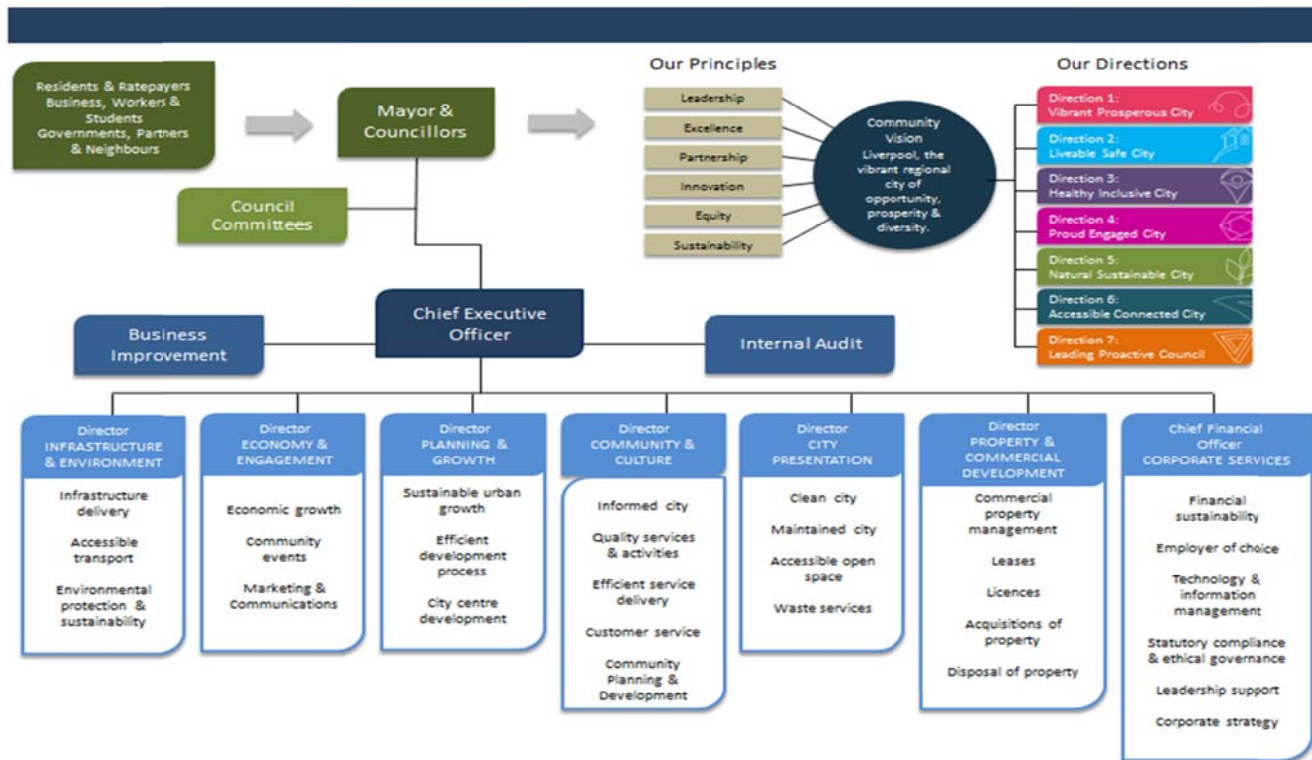 Residents & Ratepayers
Business, Workers &
Students
Governments, Partners
& Neighbours
Mayor &
Councillors
Council
Committees
Our Principles
Leadership
Excellence
Partnership
Innovation
Equity
Sustainability
Community
Vision
Liverpool, the
vibrant regional
city of
opportunity,
prosperity &
diversity.
Our Directions
Direction 1:
Vibrant Prosperous City
Direction 2:
Liveable Safe City
Direction 3:
Healthy Inclusive City
Direction 4:
Proud Engaged City
Direction 5:
Natural Sustainable City
Direction 6:
Accessible Connected City
Direction 7:
Leading Proactive Council
Chief Executive
Officer
Business
Improvement
Internal Audit
Director
INFRASTRUCTURE
& ENVIRONMENT
Infrastructure
delivery
Accessible
transport
Environmental
protection &
sustainability
Director
ECONOMY &
ENGAGEMENT
Economic growth
Community
events
Marketing &
Communications
Director
PLANNING &
GROWTH
Sustainable urban
growth
Efficient
development
process
City centre
development
Director
COMMUNITY &
CULTURE
Informed city
Quality services
& activities
Efficient service
delivery
Customer service
Community
Planning &
Development
Director
CITY
PRESENTATION
Clean city
Maintained city
Accessible open
space
Waste services
Director
PROPERTY &
COMMERCIAL
DEVELOPMENT
Commercial
property
management
Leases
Licences
Acquisitions of
property
Disposal of property
Chief Financial
Officer
CORPORATE SERVICES
Financial
sustainability
Employer of choice
Technology &
information
management
Statutory compliance
& ethical governance
Leadership support
Corporate strategy